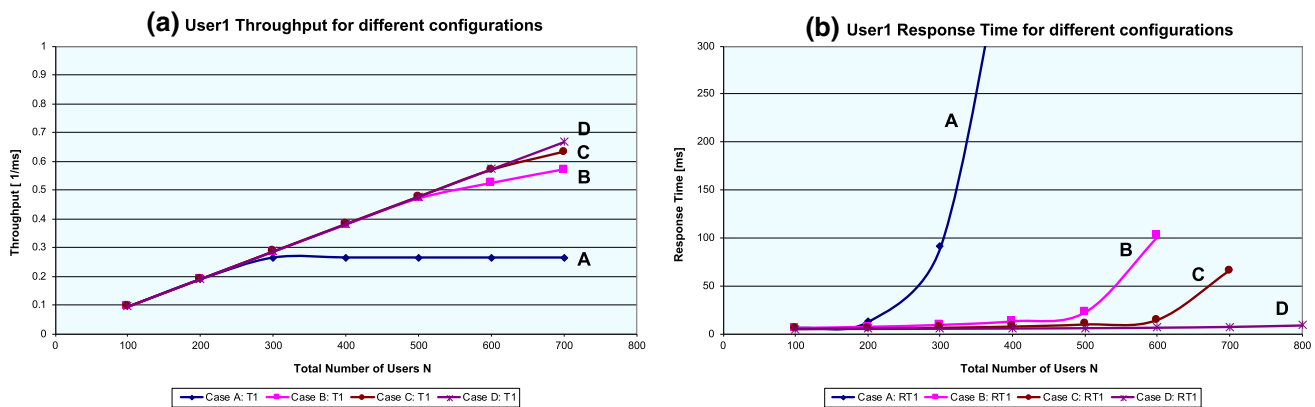 (a) User1 Throughput for different configurations
1
0.9
0.8
0.7
0.6
0.5
0.4
0.3
0.2
0.1
0
Throughput [ 1/ms]
D
C
B
A
0 100 200 300 400 500 600 700 800
Total Number of Users N
Case A: T1 Case B: T1 Case C: T1 Case D: T1
(b) User1 Response Time for different configurations
300
250
200
150
100
50
0
Response Time [ms]
A
B
C
D
0 100 200 300 400 500 600 700 800
Total Number of Users N
Case A: RT1 Case B: RT1 Case C: RT1 Case D: RT1